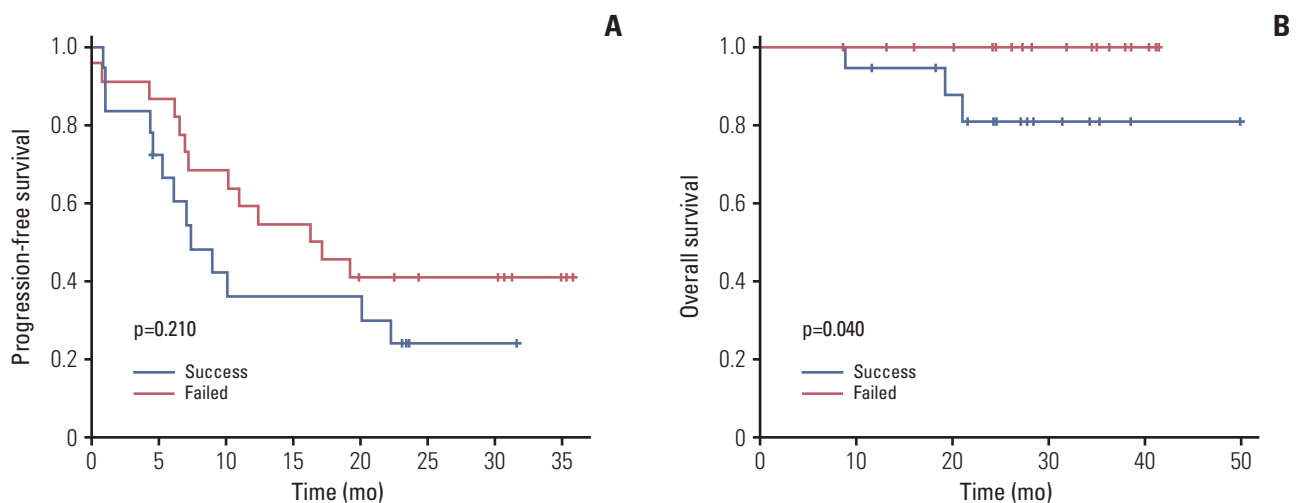 A
Progression-free survival
1.0
0.8
0.6
0.4
0.2
0
p=0.210
Success
Failed
0 5 10 15 20 25 30 35
Time (mo)
B
Overall survival
1.0
0.8
0.6
0.4
0.2
0
p=0.040
Success
Failed
0 10 20 30 40 50
Time (mo)